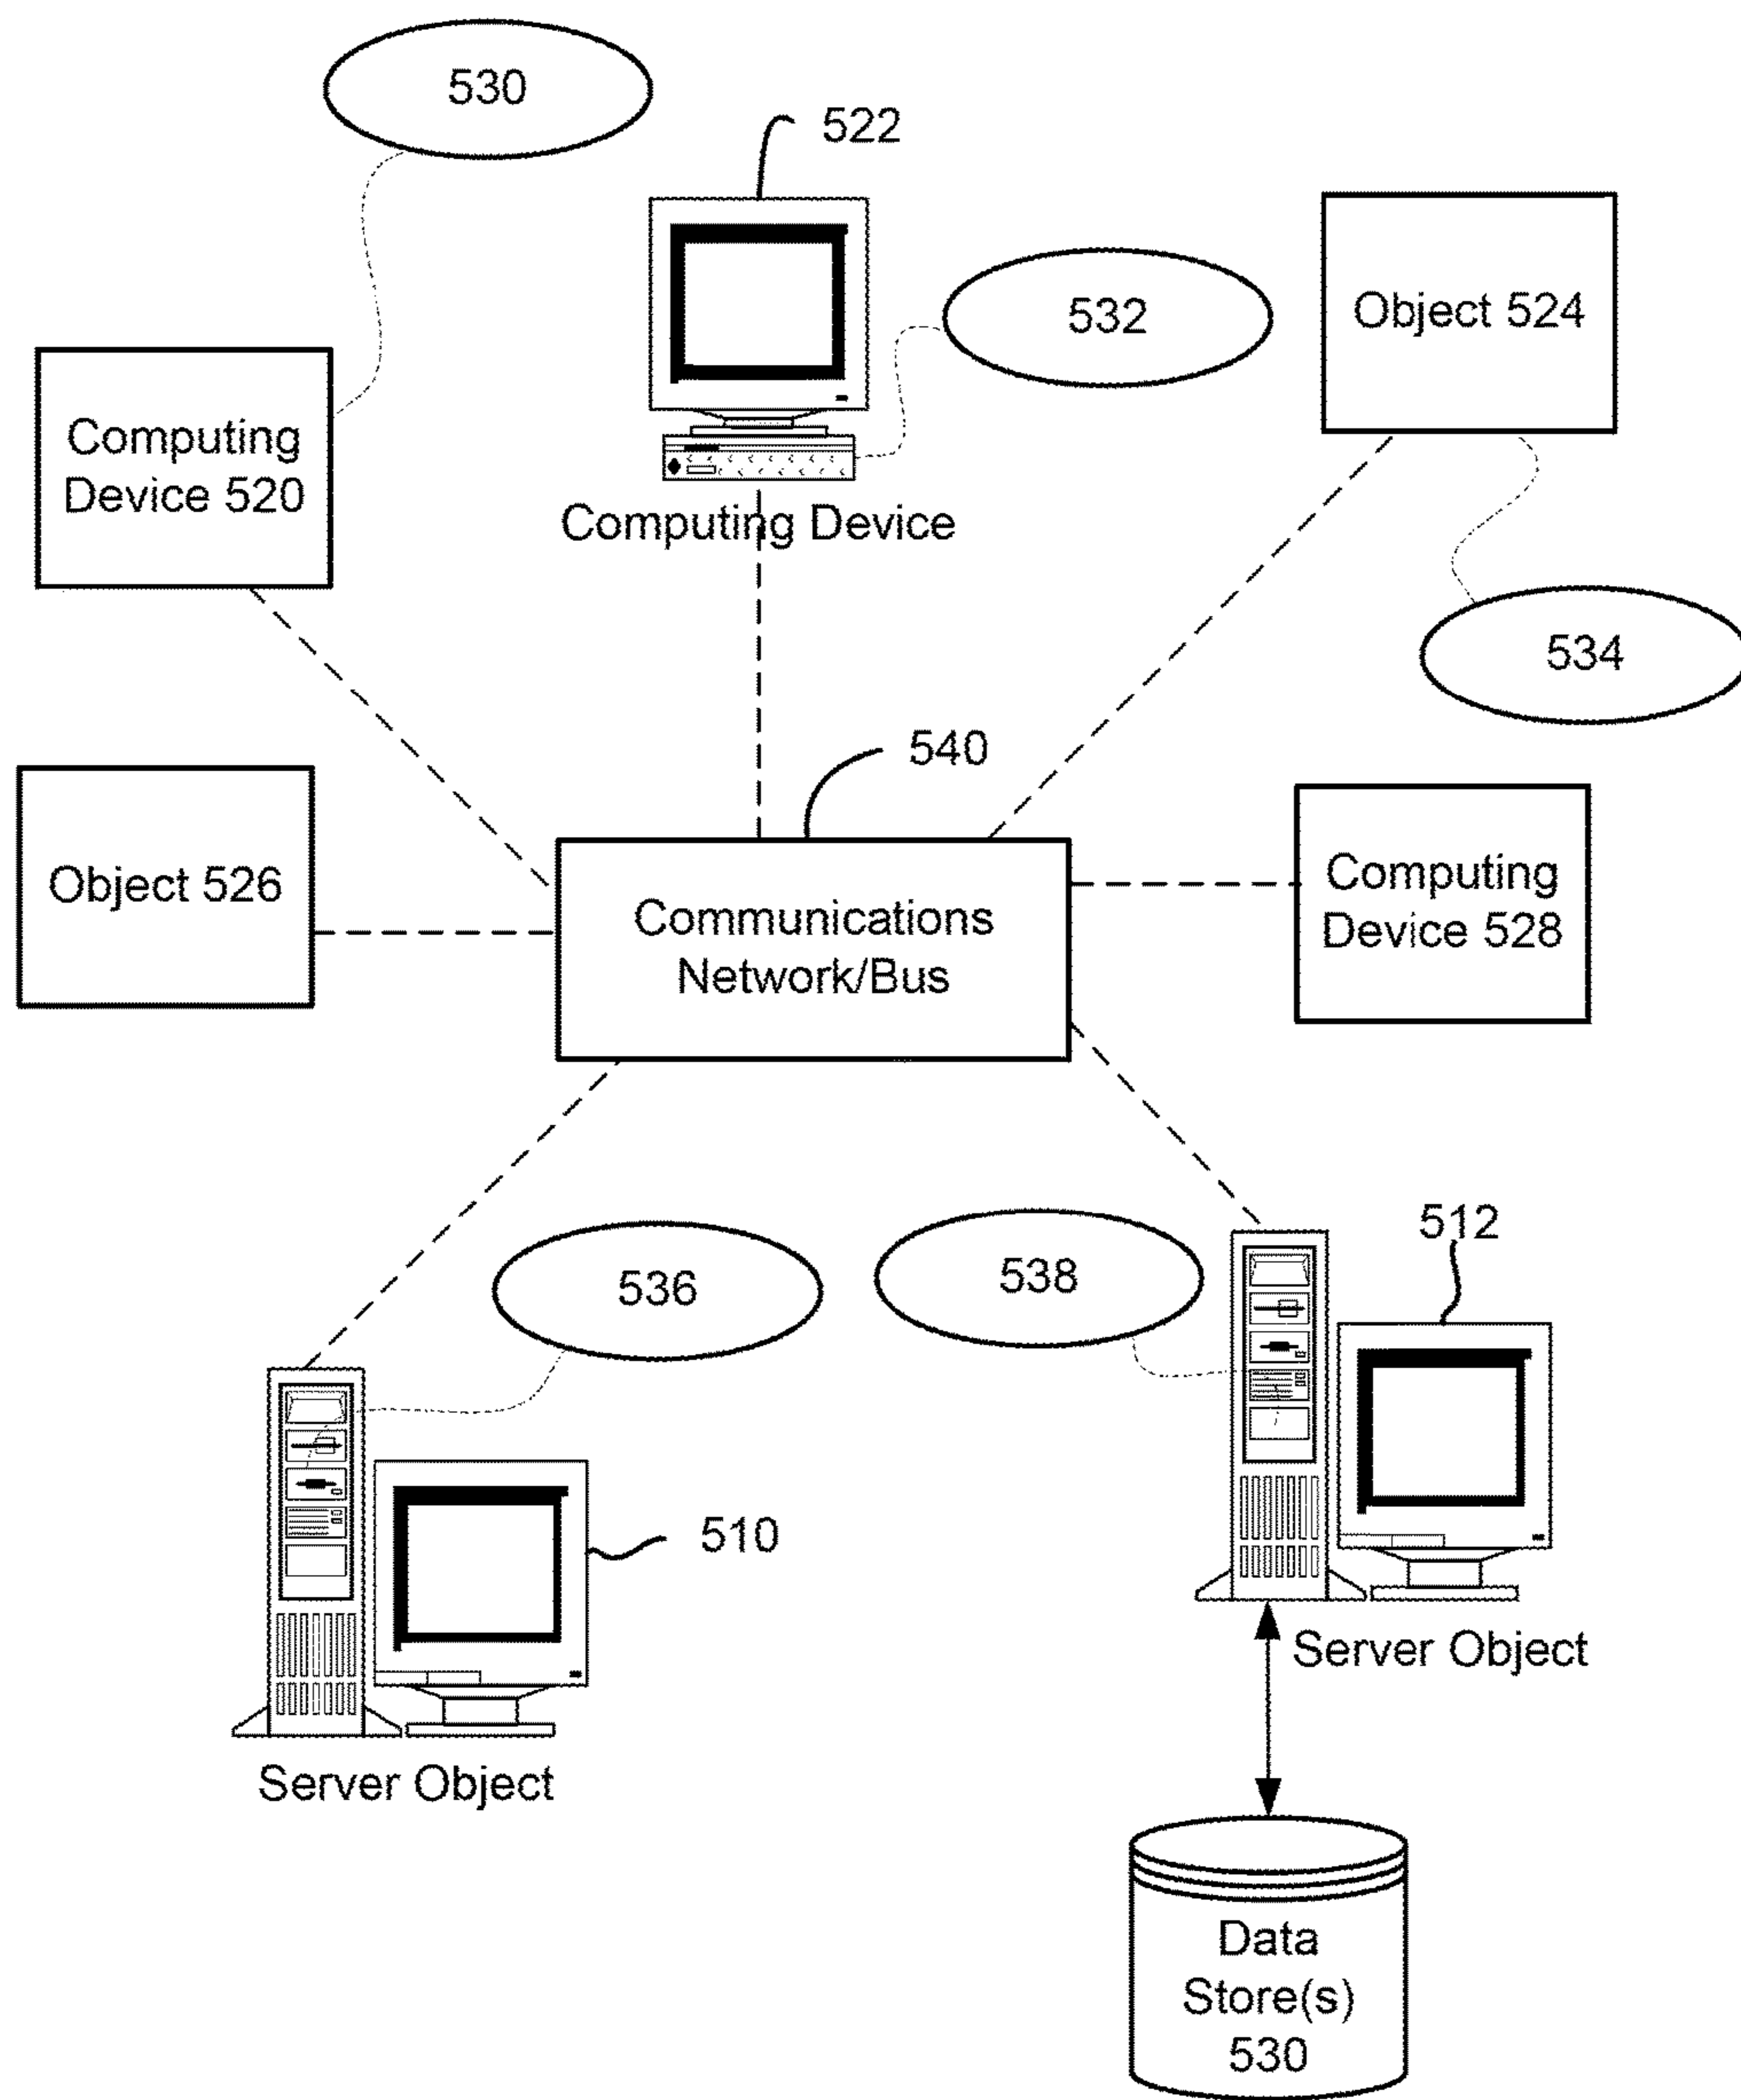 530
522
532
Object 524
Computing
Device 520
Computing Device
534
540
Object 526
Computing
Device 528
Communications
Network/Bus
512
536
538
510
Server Object
Server Object
Data
Store(s)
530